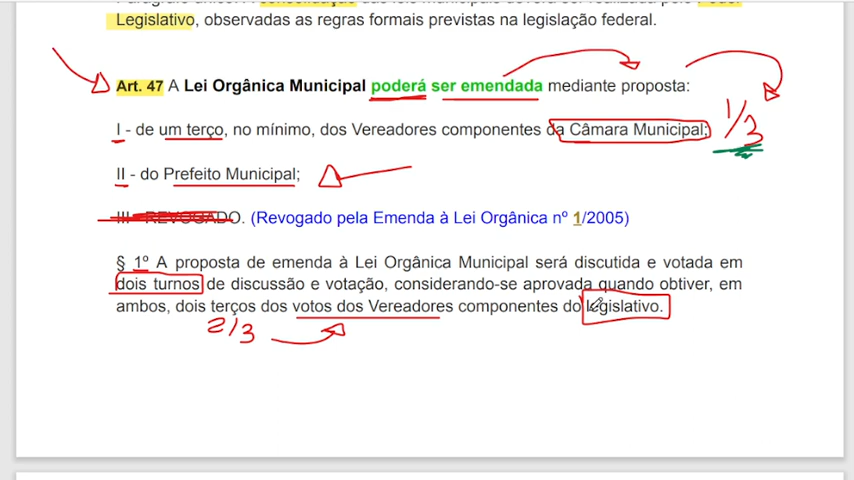 Legislativo, observadas as regras formais previstas na legislação federal.
Art. 47 A Lei Orgânica Municipal poderá ser emendada mediante proposta:
I - de um terço, no mínimo, dos Vereadores componentes da Câmara Municipal;
1/3
II - do Prefeito Municipal;
III - REVOGADO. (Revogado pela Emenda à Lei Orgânica nº 1/2005)
§ 1º A proposta de emenda à Lei Orgânica Municipal será discutida e votada em
dois turnos de discussão e votação, considerando-se aprovada quando obtiver, em
ambos, dois terços dos votos dos Vereadores componentes do Legislativo.
2/3